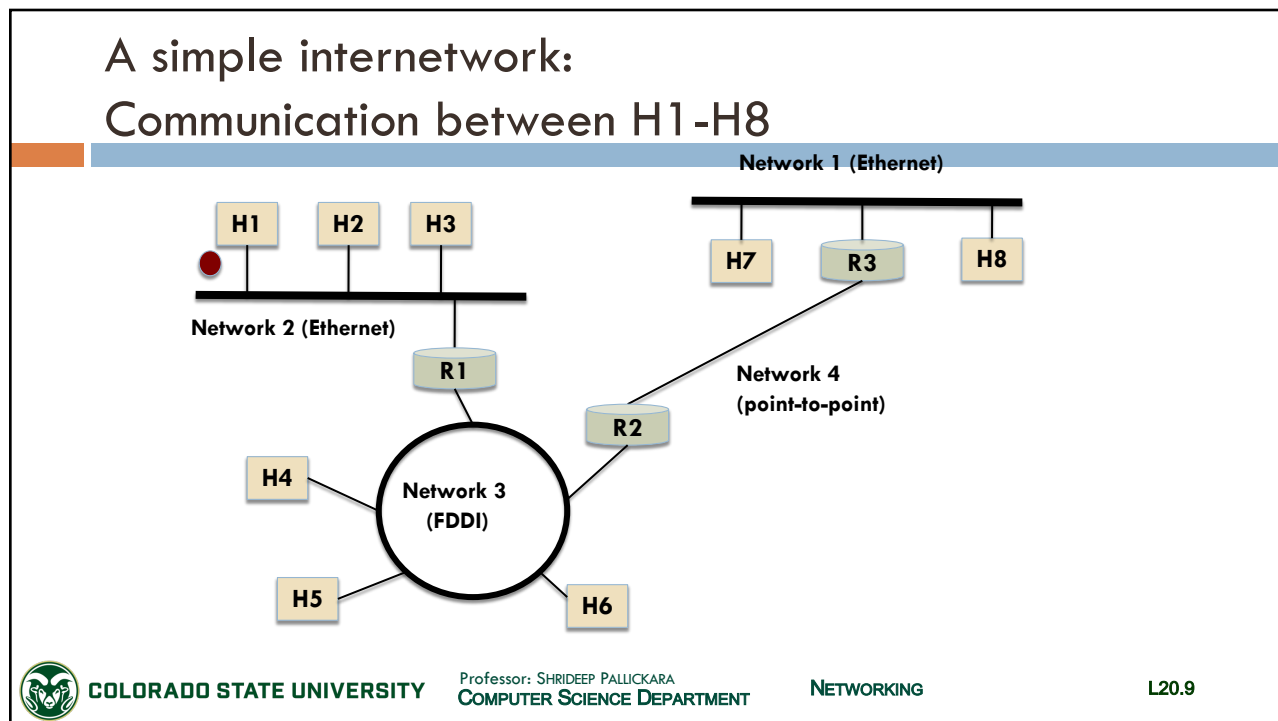 A simple internetwork:
Communication between H1-H8
Network 1 (Ethernet)
H1
H2
H3
H7
R3
H8
Network 2 (Ethernet)
R1
Network 4
(point-to-point)
R2
H4
Network 3
(FDDI)
H5
H6
COLORADO STATE UNIVERSITY
Professor: SHRIDEEP PALLICKARA
COMPUTER SCIENCE DEPARTMENT
NETWORKING
L20.9